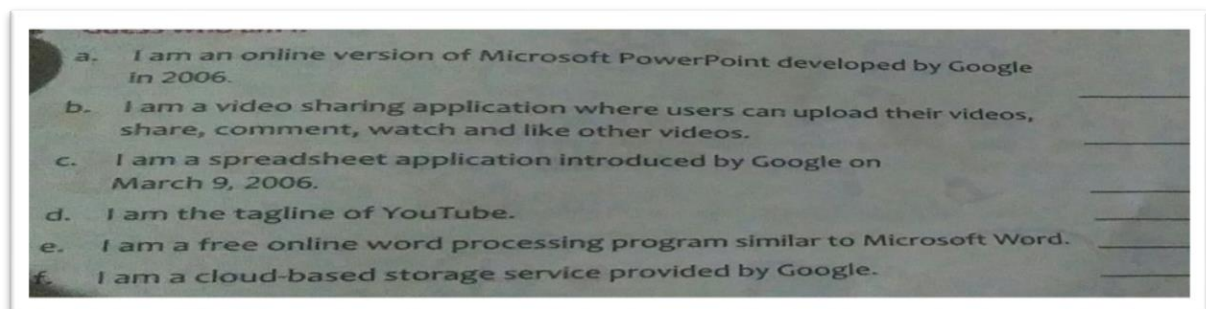 a. I am an online version of Microsoft PowerPoint developed by Google
in 2006.
b. I am a video sharing application where users can upload their videos,
share, comment, watch and like other videos.
c. I am a spreadsheet application introduced by Google on
March 9, 2006.
d. I am the tagline of YouTube.
e. I am a free online word processing program similar to Microsoft Word.
f. I am a cloud-based storage service provided by Google.